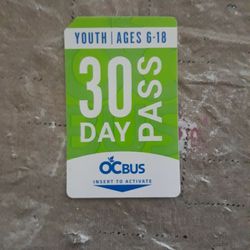 YOUTH | AGES 6-18
30
DAY
PASS
OCBUS
INSERT TO ACTIVATE